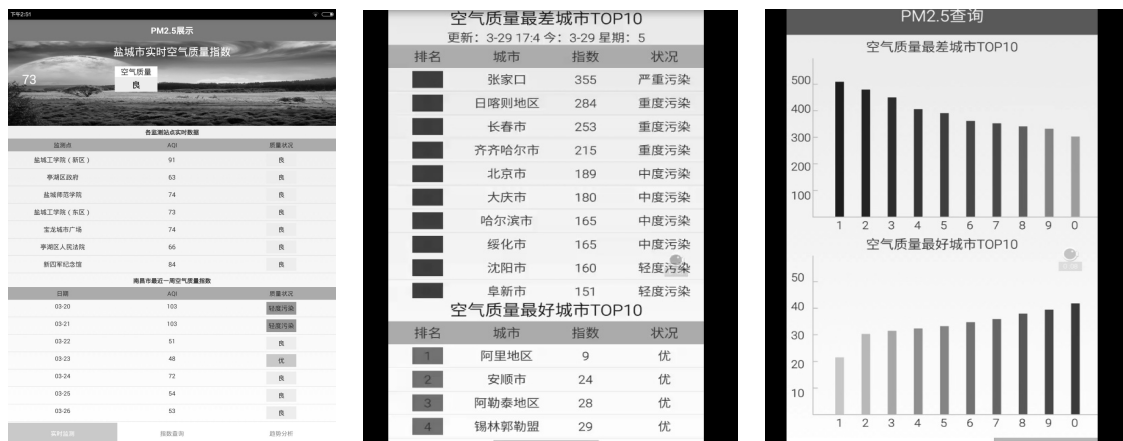 下午2:51
PM2.5展示
盐城市实时空气质量指数
73
空气质量
良
各监测站点实时数据
监测点 AQI 质量状况
盐城工学院(新区) 91 良
亭湖区政府 63 良
盐城师范学院 74 良
盐城工学院(东区) 73 良
宝龙城市广场 74 良
亭湖区人民法院 66 良
新四军纪念馆 84 良
南昌市最近一周空气质量指数
日期 AQI 质量状况
03-20 103 轻度污染
03-21 103 轻度污染
03-22 51 良
03-23 48 优
03-24 72 良
03-25 54 良
03-26 53 良
实时监测 指数查询 趋势分析
空气质量最差城市TOP10
更新: 3-29 17:4 今: 3-29 星期: 5
排名 城市 指数 状况
张家口 355 严重污染
日喀则地区 284 重度污染
长春市 253 重度污染
齐齐哈尔市 215 重度污染
北京市 189 中度污染
大庆市 180 中度污染
哈尔滨市 165 中度污染
绥化市 165 中度污染
沈阳市 160 轻度污染
阜新市 151 轻度污染
空气质量最好城市TOP10
排名 城市 指数 状况
1 阿里地区 9 优
2 安顺市 24 优
3 阿勒泰地区 28 优
4 锡林郭勒盟 29 优
PM2.5查询
空气质量最差城市TOP10
500
400
300
200
100
1 2 3 4 5 6 7 8 9 0
空气质量最好城市TOP10
50
40
30
20
10
1 2 3 4 5 6 7 8 9 0